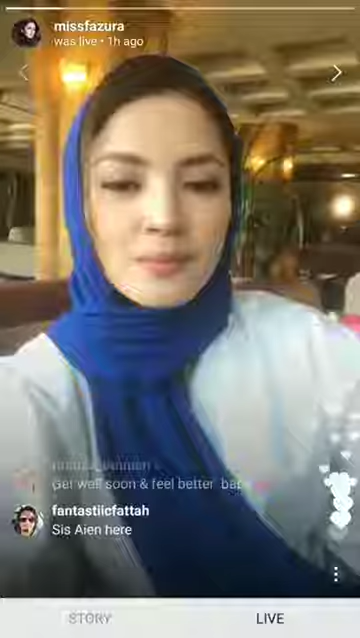 missfazura
was live • 1h ago
Get well soon & feel better
fantastiicfattah
Sis Aien here
STORY
LIVE